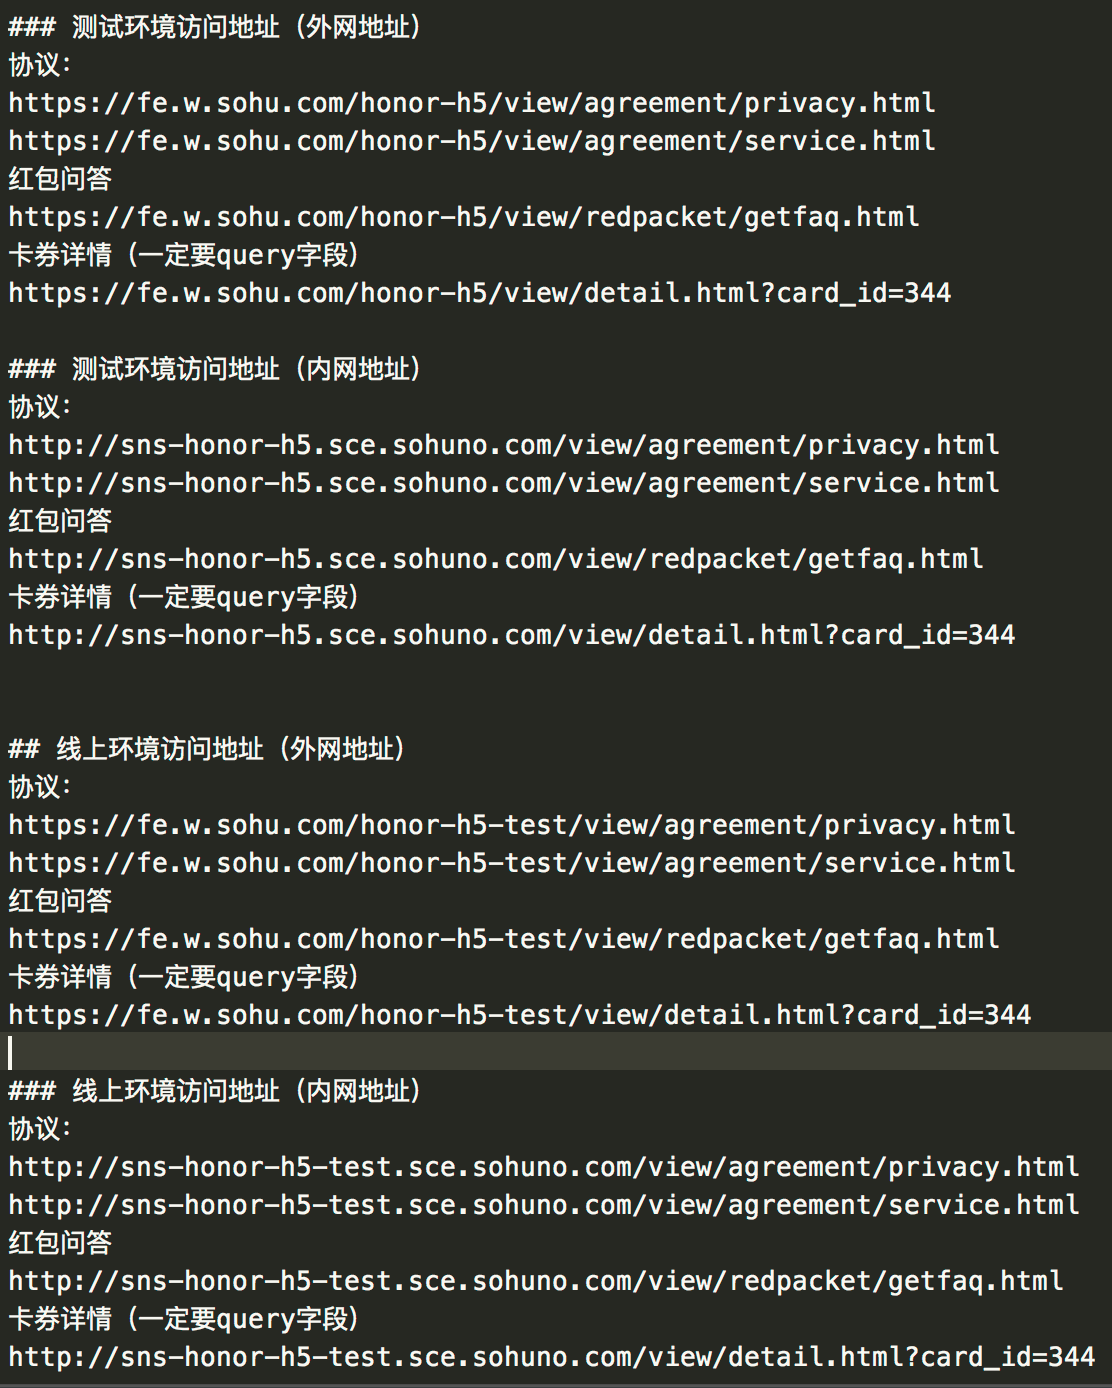 ### 测试环境访问地址（外网地址）
协议：
https://fe.w.sohu.com/honor-h5/view/agreement/privacy.html
https://fe.w.sohu.com/honor-h5/view/agreement/service.html
红包问答
https://fe.w.sohu.com/honor-h5/view/redpacket/getfaq.html
卡券详情（一定要query字段）
https://fe.w.sohu.com/honor-h5/view/detail.html?card_id=344
### 测试环境访问地址（内网地址）
协议：
http://sns-honor-h5.sce.sohuno.com/view/agreement/privacy.html
http://sns-honor-h5.sce.sohuno.com/view/agreement/service.html
红包问答
http://sns-honor-h5.sce.sohuno.com/view/redpacket/getfaq.html
卡券详情（一定要query字段）
http://sns-honor-h5.sce.sohuno.com/view/detail.html?card_id=344
## 线上环境访问地址（外网地址）
协议：
https://fe.w.sohu.com/honor-h5-test/view/agreement/privacy.html
https://fe.w.sohu.com/honor-h5-test/view/agreement/service.html
红包问答
https://fe.w.sohu.com/honor-h5-test/view/redpacket/getfaq.html
卡券详情（一定要query字段）
https://fe.w.sohu.com/honor-h5-test/view/detail.html?card_id=344
### 线上环境访问地址（内网地址）
协议：
http://sns-honor-h5-test.sce.sohuno.com/view/agreement/privacy.html
http://sns-honor-h5-test.sce.sohuno.com/view/agreement/service.html
红包问答
http://sns-honor-h5-test.sce.sohuno.com/view/redpacket/getfaq.html
卡券详情（一定要query字段）
http://sns-honor-h5-test.sce.sohuno.com/view/detail.html?card_id=344